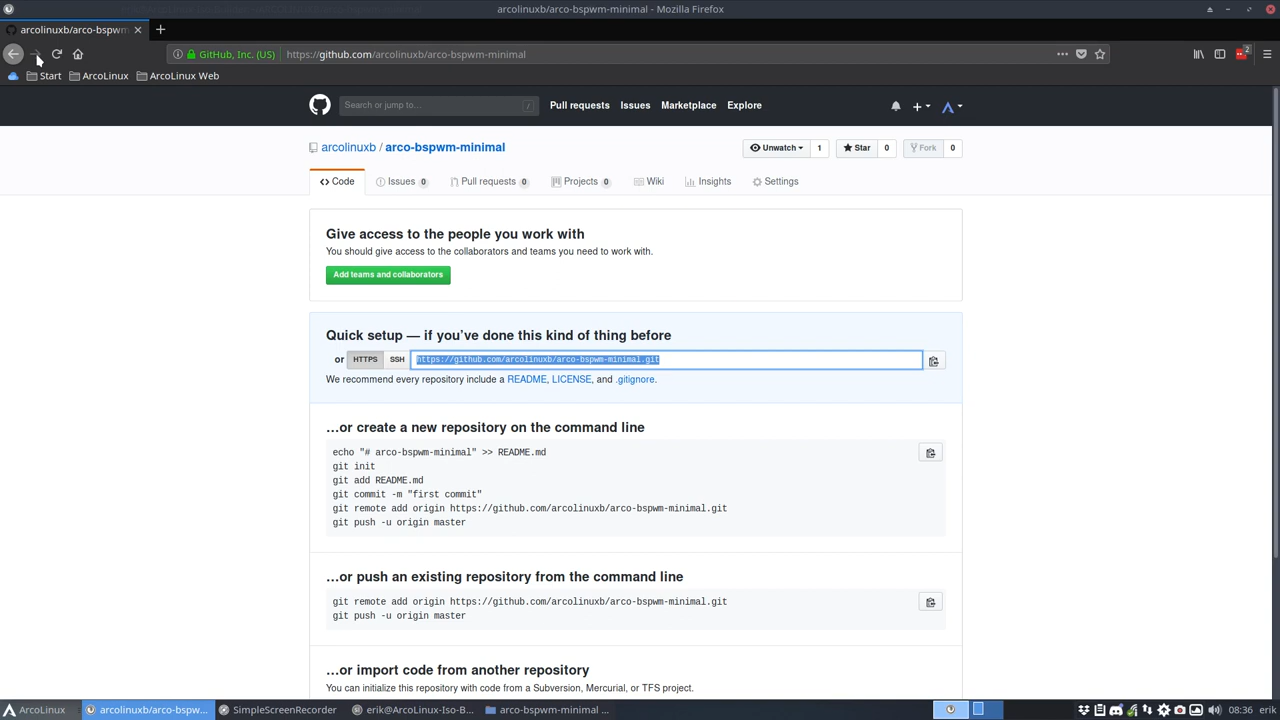 arcolinuxb/arco-bspwm-minimal - Mozilla Firefox
arcolinuxb/arco-bspwm
GitHub, Inc. (US) https://github.com/arcolinuxb/arco-bspwm-minimal
2
Start ArcoLinux ArcoLinux Web
Search or jump to… / Pull requests Issues Marketplace Explore
arcolinuxb / arco-bspwm-minimal
Unwatch 1 Star 0 Fork 0
Code Issues 0 Pull requests 0 Projects 0 Wiki Insights Settings
Give access to the people you work with
You should give access to the collaborators and teams you need to work with.
Add teams and collaborators
Quick setup — if you’ve done this kind of thing before
or HTTPS SSH https://github.com/arcolinuxb/arco-bspwm-minimal.git
We recommend every repository include a README, LICENSE, and .gitignore.
…or create a new repository on the command line
echo "# arco-bspwm-minimal" >> README.md
git init
git add README.md
git commit -m "first commit"
git remote add origin https://github.com/arcolinuxb/arco-bspwm-minimal.git
git push -u origin master
…or push an existing repository from the command line
git remote add origin https://github.com/arcolinuxb/arco-bspwm-minimal.git
git push -u origin master
…or import code from another repository
You can initialize this repository with code from a Subversion, Mercurial, or TFS project.
ArcoLinux arcolinuxb/arco-bspw... SimpleScreenRecorder erik@ArcoLinux-Iso-B... arco-bspwm-minimal ... 08:36 erik